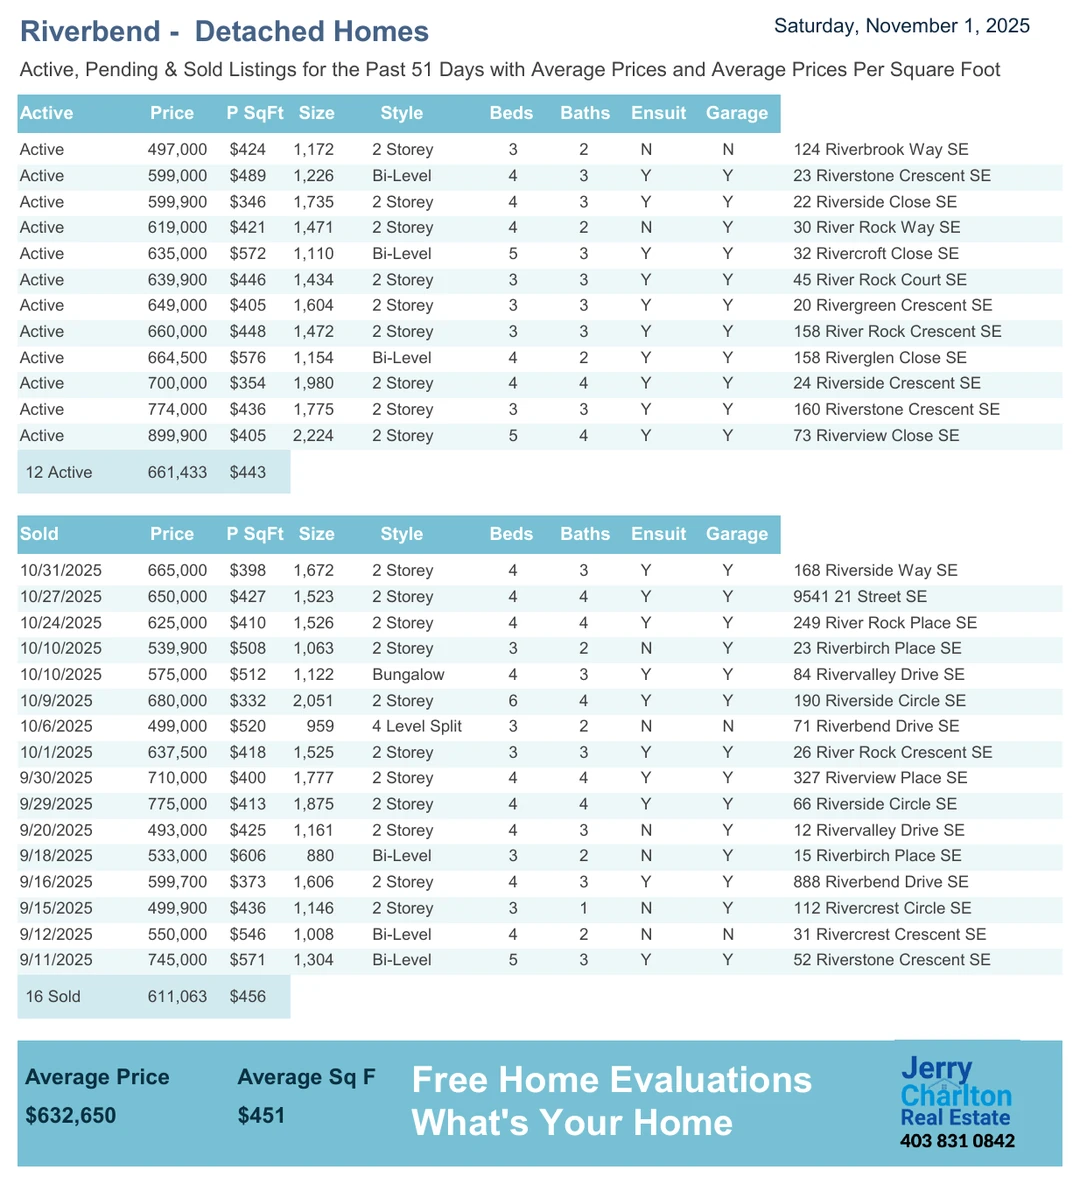 Riverbend - Detached Homes
Saturday, November 1, 2025
Active, Pending & Sold Listings for the Past 51 Days with Average Prices and Average Prices Per Square Foot
Active Price P SqFt Size Style Beds Baths Ensuit Garage
Active 497,000 $424 1,172 2 Storey 3 2 N N 124 Riverbrook Way SE
Active 599,000 $489 1,226 Bi-Level 4 3 Y Y 23 Riverstone Crescent SE
Active 599,900 $346 1,735 2 Storey 4 3 Y Y 22 Riverside Close SE
Active 619,000 $421 1,471 2 Storey 4 2 N Y 30 River Rock Way SE
Active 635,000 $572 1,110 Bi-Level 5 3 Y Y 32 Rivercroft Close SE
Active 639,900 $446 1,434 2 Storey 3 3 Y Y 45 River Rock Court SE
Active 649,000 $405 1,604 2 Storey 3 3 Y Y 20 Rivergreen Crescent SE
Active 660,000 $448 1,472 2 Storey 3 3 Y Y 158 River Rock Crescent SE
Active 664,500 $576 1,154 Bi-Level 4 2 Y Y 158 Riverglen Close SE
Active 700,000 $354 1,980 2 Storey 4 4 Y Y 24 Riverside Crescent SE
Active 774,000 $436 1,775 2 Storey 3 3 Y Y 160 Riverstone Crescent SE
Active 899,900 $405 2,224 2 Storey 5 4 Y Y 73 Riverview Close SE
12 Active 661,433 $443
Sold Price P SqFt Size Style Beds Baths Ensuit Garage
10/31/2025 665,000 $398 1,672 2 Storey 4 3 Y Y 168 Riverside Way SE
10/27/2025 650,000 $427 1,523 2 Storey 4 4 Y Y 9541 21 Street SE
10/24/2025 625,000 $410 1,526 2 Storey 4 4 Y Y 249 River Rock Place SE
10/10/2025 539,900 $508 1,063 2 Storey 3 2 N Y 23 Riverbirch Place SE
10/10/2025 575,000 $512 1,122 Bungalow 4 3 Y Y 84 Rivervalley Drive SE
10/9/2025 680,000 $332 2,051 2 Storey 6 4 Y Y 190 Riverside Circle SE
10/6/2025 499,000 $520 959 4 Level Split 3 2 N N 71 Riverbend Drive SE
10/1/2025 637,500 $418 1,525 2 Storey 3 3 Y Y 26 River Rock Crescent SE
9/30/2025 710,000 $400 1,777 2 Storey 4 4 Y Y 327 Riverview Place SE
9/29/2025 775,000 $413 1,875 2 Storey 4 4 Y Y 66 Riverside Circle SE
9/20/2025 493,000 $425 1,161 2 Storey 4 3 N Y 12 Rivervalley Drive SE
9/18/2025 533,000 $606 880 Bi-Level 3 2 N Y 15 Riverbirch Place SE
9/16/2025 599,700 $373 1,606 2 Storey 4 3 Y Y 888 Riverbend Drive SE
9/15/2025 499,900 $436 1,146 2 Storey 3 1 N Y 112 Rivercrest Circle SE
9/12/2025 550,000 $546 1,008 Bi-Level 4 2 N N 31 Rivercrest Crescent SE
9/11/2025 745,000 $571 1,304 Bi-Level 5 3 Y Y 52 Riverstone Crescent SE
16 Sold 611,063 $456
Average Price Average Sq F
$632,650 $451
Free Home Evaluations
What's Your Home
Jerry
Charlton
Real Estate
403 831 0842